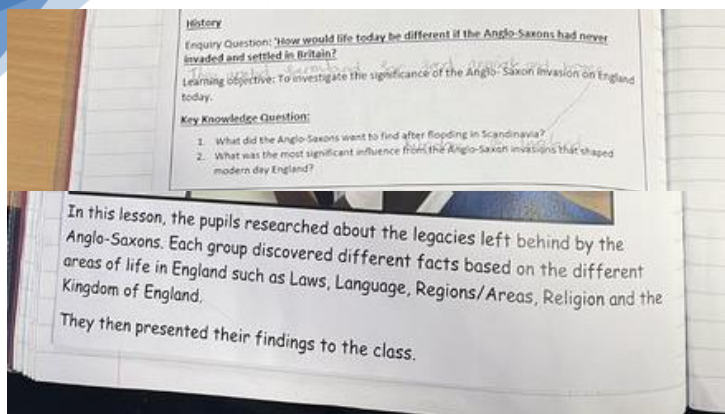 History
Enquiry Question: 'How would life today be different if the Anglo-Saxons had never
invaded and settled in Britain?
Learning objective: To investigate the significance of the Anglo-Saxon invasion on England
today.
Key Knowledge Question:
1. What did the Anglo-Saxons want to find after flooding in Scandinavia?
2. What was the most significant influence from the Anglo-Saxon invasions that shaped
modern day England?
In this lesson, the pupils researched about the legacies left behind by the
Anglo-Saxons. Each group discovered different facts based on the different
areas of life in England such as Laws, Language, Regions/Areas, Religion and the
Kingdom of England.
They then presented their findings to the class.